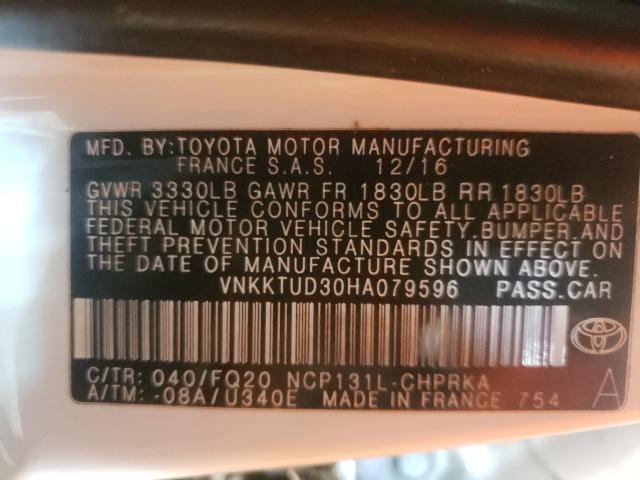 MFD. BY:TOYOTA MOTOR MANUFACTURING
FRANCE S.A.S. 12/16
GVWR 3330LB GAWR FR 1830LB RR 1830LB
THIS VEHICLE CONFORMS TO ALL APPLICABLE
FEDERAL MOTOR VEHICLE SAFETY,BUMPER,AND
THEFT PREVENTION STANDARDS IN EFFECT ON
THE DATE OF MANUFACTURE SHOWN ABOVE.
VNKKTUD30HA079596 PASS.CAR
C/TR: 040/FQ20 NCP131L-CHPRKA
A/TM: -08A/U340E MADE IN FRANCE 754
A